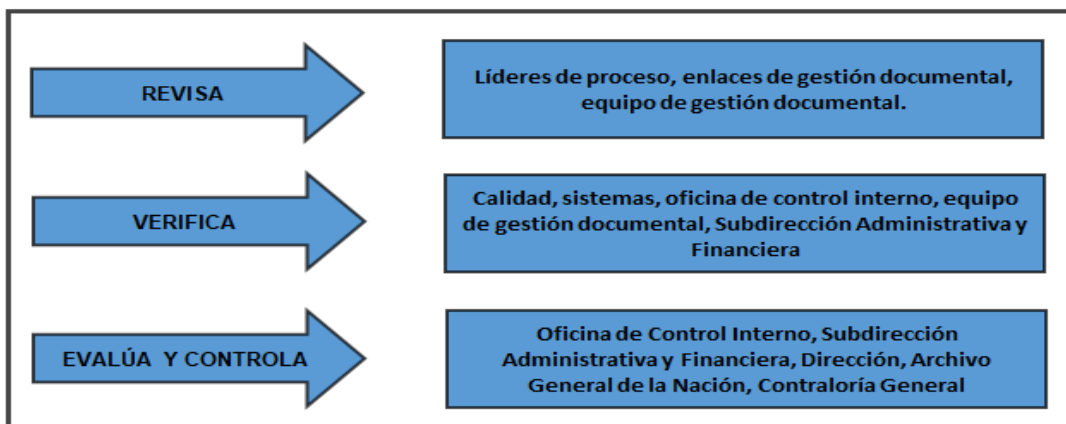 REVISA
Líderes de proceso, enlaces de gestión documental,
equipo de gestión documental.
VERIFICA
Calidad, sistemas, oficina de control interno, equipo
de gestión documental, Subdirección Administrativa y
Financiera
EVALÚA Y CONTROLA
Oficina de Control Interno, Subdirección
Administrativa y Financiera, Dirección, Archivo
General de la Nación, Contraloría General